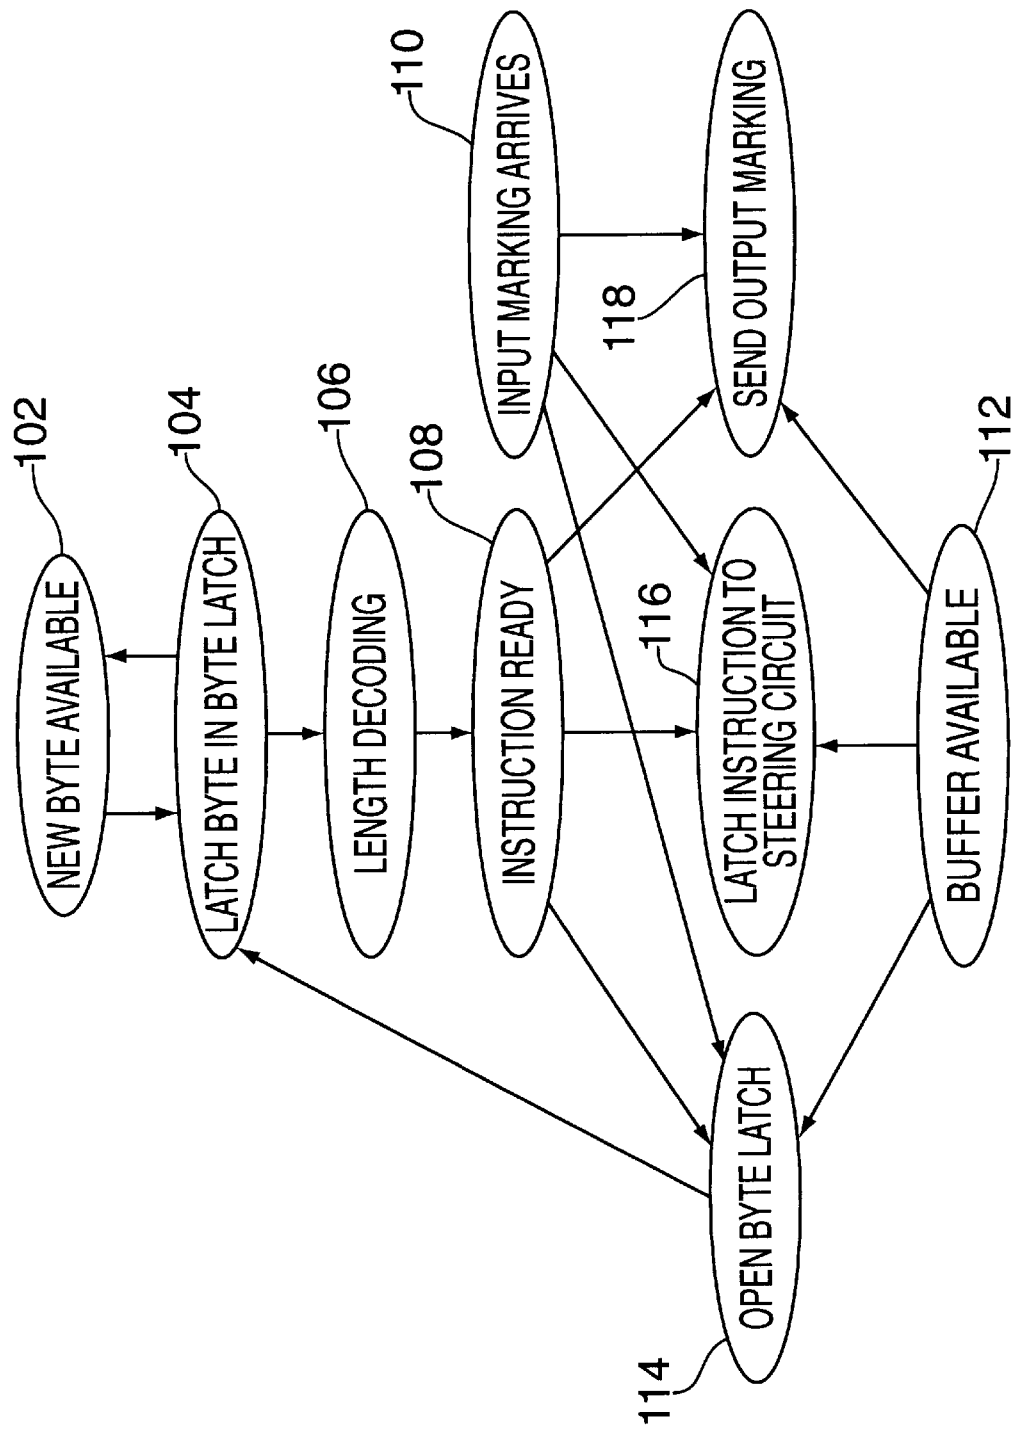 102
NEW BYTE AVAILABLE
104
LATCH BYTE IN BYTE LATCH
106
LENGTH DECODING
108
INSTRUCTION READY
110
INPUT MARKING ARRIVES
114
OPEN BYTE LATCH
116
LATCH INSTRUCTION TO
STEERING CIRCUIT
118
SEND OUTPUT MARKING
112
BUFFER AVAILABLE